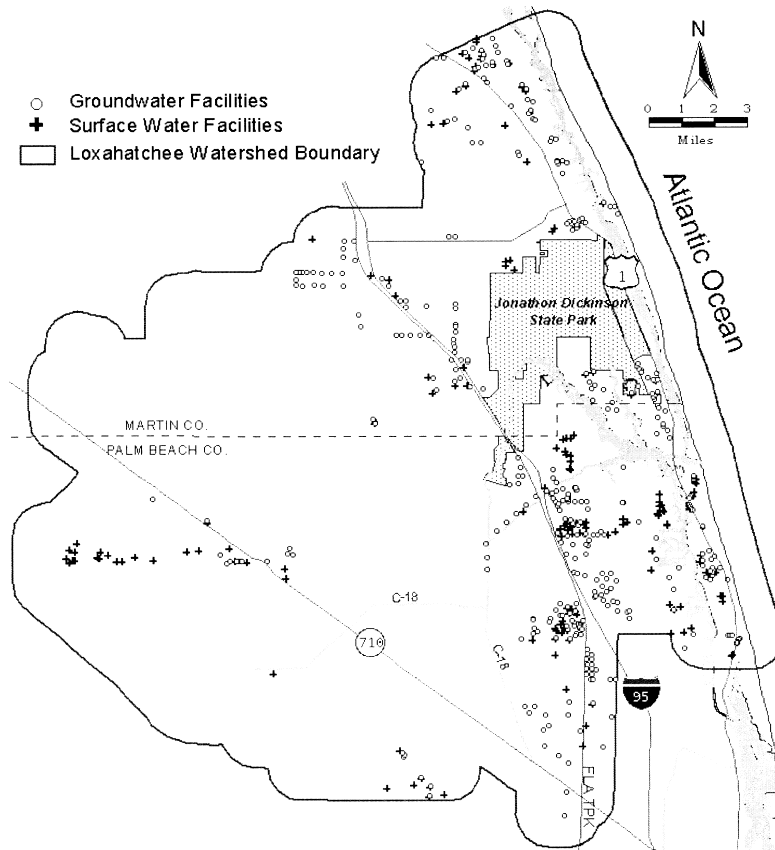 N
0 1 2 3
Miles
Groundwater Facilities
Surface Water Facilities
Loxahatchee Watershed Boundary
Atlantic Ocean
1
Jonathon Dickinson
State Park
MARTIN CO.
PALM BEACH CO.
C-18
710
C-18
95
FLA TPK